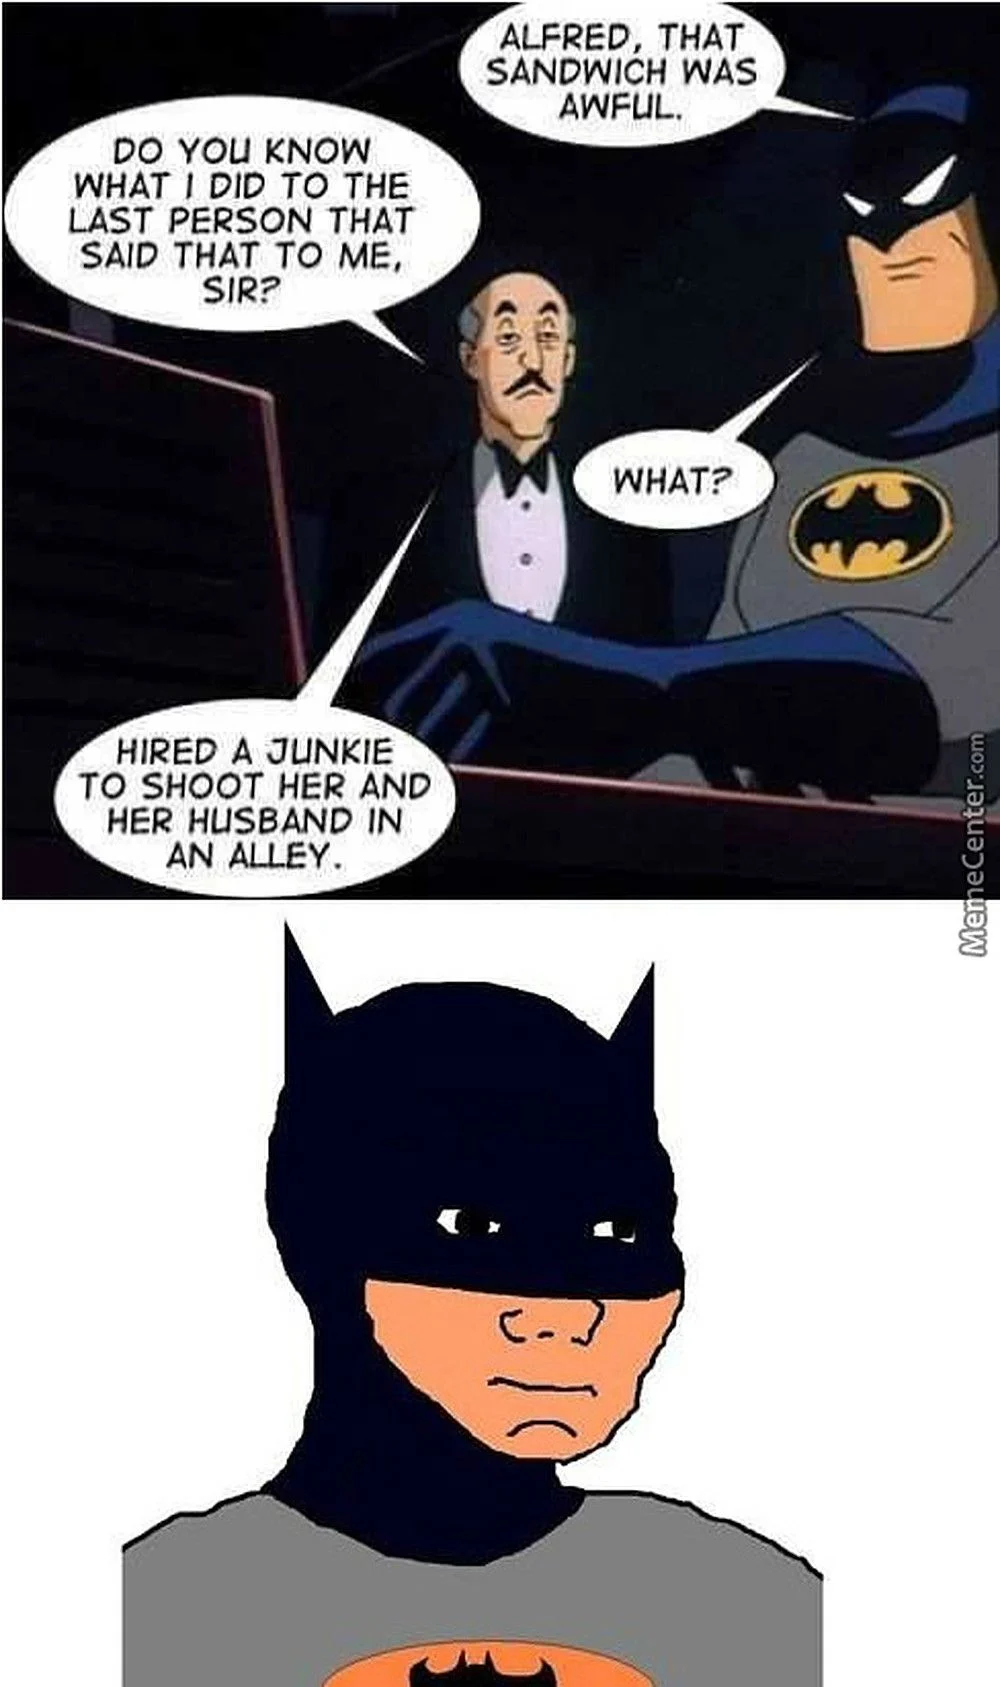 ALFRED, THAT
SANDWICH WAS
AWFUL.
DO YOU KNOW
WHAT I DID TO THE
LAST PERSON THAT
SAID THAT TO ME,
SIR?
WHAT?
HIRED A JUNKIE
TO SHOOT HER AND
HER HUSBAND IN
AN ALLEY.
MemeCenter.com